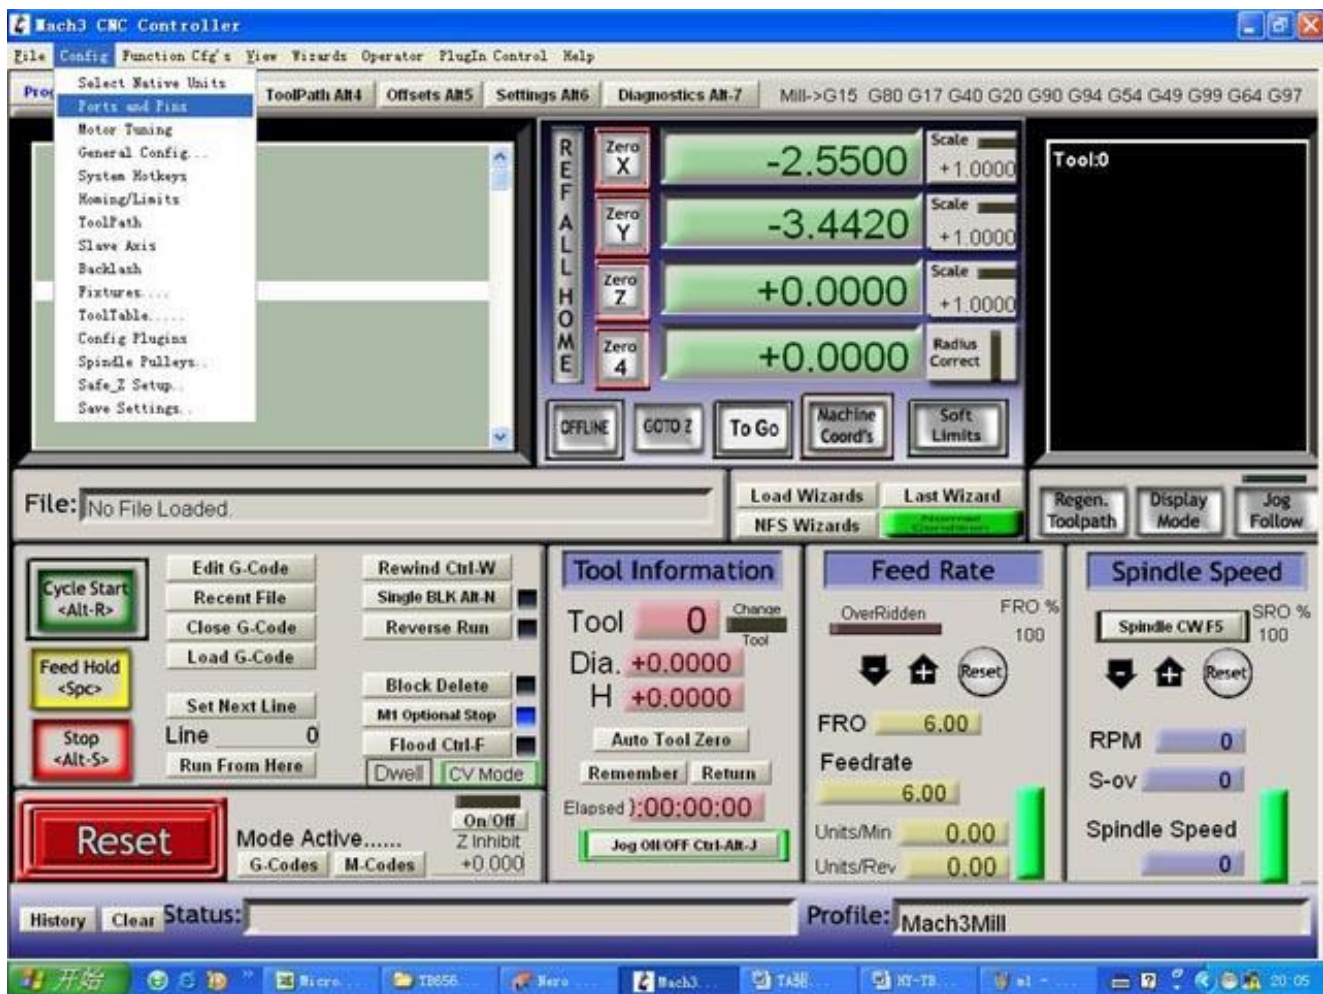 Mach3 CNC Controller
File Config Function Cfg's View Wizards Operator PlugIn Control Help
ToolPath Alt4 Offsets Alt5 Settings Alt6 Diagnostics Alt-7 Mill->G15 G80 G17 G40 G20 G90 G94 G54 G49 G99 G64 G97
Select Native Units
Ports and Pins
Motor Tuning
General Config...
System Hotkeys
Homing/Limits
ToolPath
Slave Axis
Backlash
Fixtures....
ToolTable.....
Config Plugins
Spindle Pulleys..
Safe_Z Setup..
Save Settings..
REF ALL HOME
Zero X -2.5500 Scale +1.0000
Zero Y -3.4420 Scale +1.0000
Zero Z +0.0000 Scale +1.0000
Zero 4 +0.0000 Radius Correct
OFFLINE GOTO Z To Go Machine Coord's Soft Limits
Tool:0
File: No File Loaded.
Load Wizards Last Wizard
NFS Wizards Normal Condition
Regen. Toolpath Display Mode Jog Follow
Cycle Start <Alt-R>
Feed Hold <Spc>
Stop <Alt-S>
Edit G-Code
Recent File
Close G-Code
Load G-Code
Set Next Line
Line 0
Run From Here
Rewind Ctrl-W
Single BLK Alt-N
Reverse Run
Block Delete
M1 Optional Stop
Flood Ctrl-F
Dwell CV Mode
Reset
Mode Active......
G-Codes M-Codes
On/Off
Z Inhibit
+0.000
Tool Information
Tool 0 Change Tool
Dia. +0.0000
H +0.0000
Auto Tool Zero
Remember Return
Elapsed ):00:00:00
Jog ON/OFF Ctrl-Alt-J
Feed Rate
OverRidden FRO %
100
Reset
FRO 6.00
Feedrate
6.00
Units/Min 0.00
Units/Rev 0.00
Spindle Speed
Spindle CW F5 SRO %
100
Reset
RPM 0
S-ov 0
Spindle Speed
0
History Clear Status: Profile: Mach3Mill
开始 Micro... TB656... Nero ... Mach3... 20:05